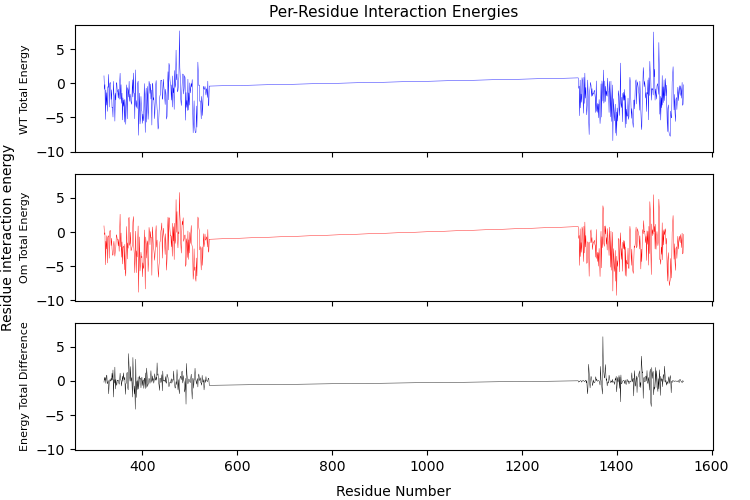 Per-Residue Interaction Energies
Residue interaction energy
WT Total Energy
5
0
−5
−10
Om Total Energy
5
0
−5
−10
Energy Total Difference
5
0
−5
−10
400 600 800 1000 1200 1400 1600
Residue Number